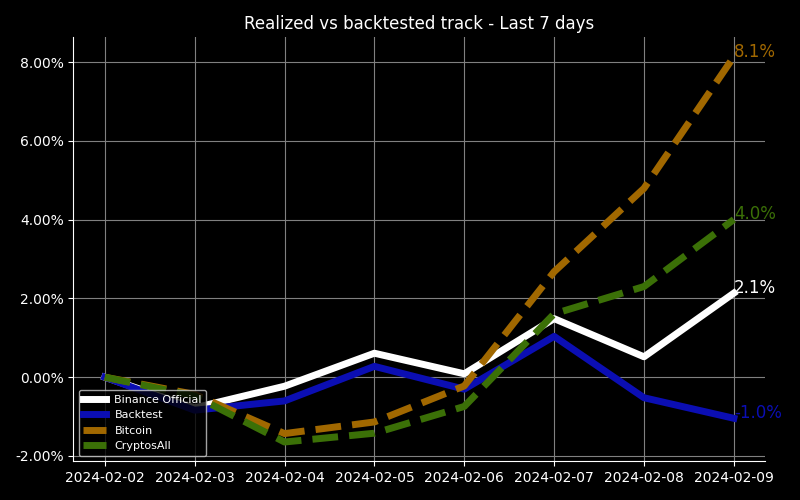 Realized vs backtested track - Last 7 days
8.00%
6.00%
4.00%
2.00%
0.00%
-2.00%
8.1%
4.0%
2.1%
-1.0%
Binance Official
Backtest
Bitcoin
CryptosAll
2024-02-02 2024-02-03 2024-02-04 2024-02-05 2024-02-06 2024-02-07 2024-02-08 2024-02-09